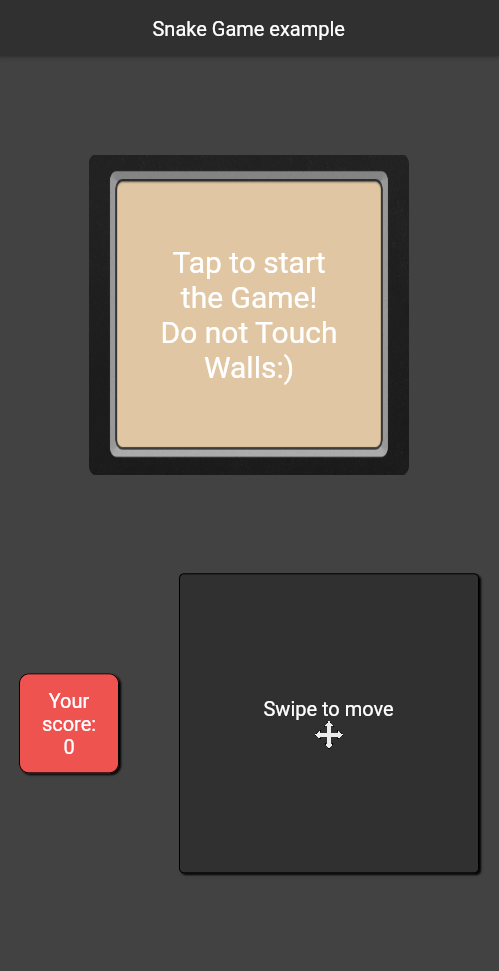 Snake Game example
Tap to start
the Game!
Do not Touch
Walls:)
Your
score:
0
Swipe to move